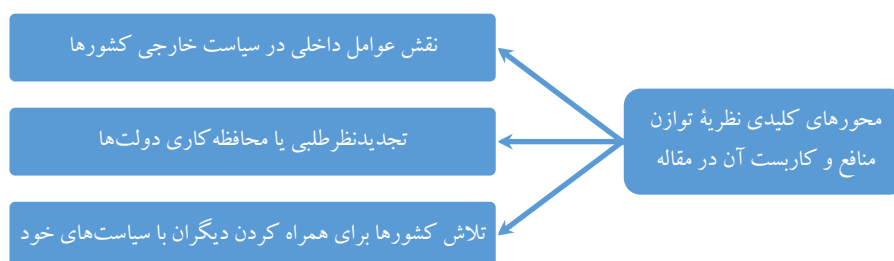 محورهای کلیدی نظریۀ توازن
منافع و کاربست آن در مقاله
نقش عوامل داخلی در سیاست خارجی کشورها
تجدیدنظرطلبی یا محافظه‌کاری دولت‌ها
تلاش کشورها برای همراه کردن دیگران با سیاست‌های خود